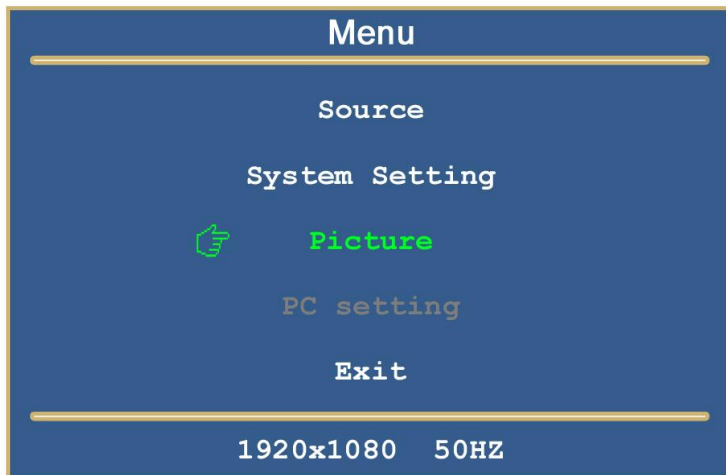 Menu
Source
System Setting
Picture
PC setting
Exit
1920x1080 50HZ